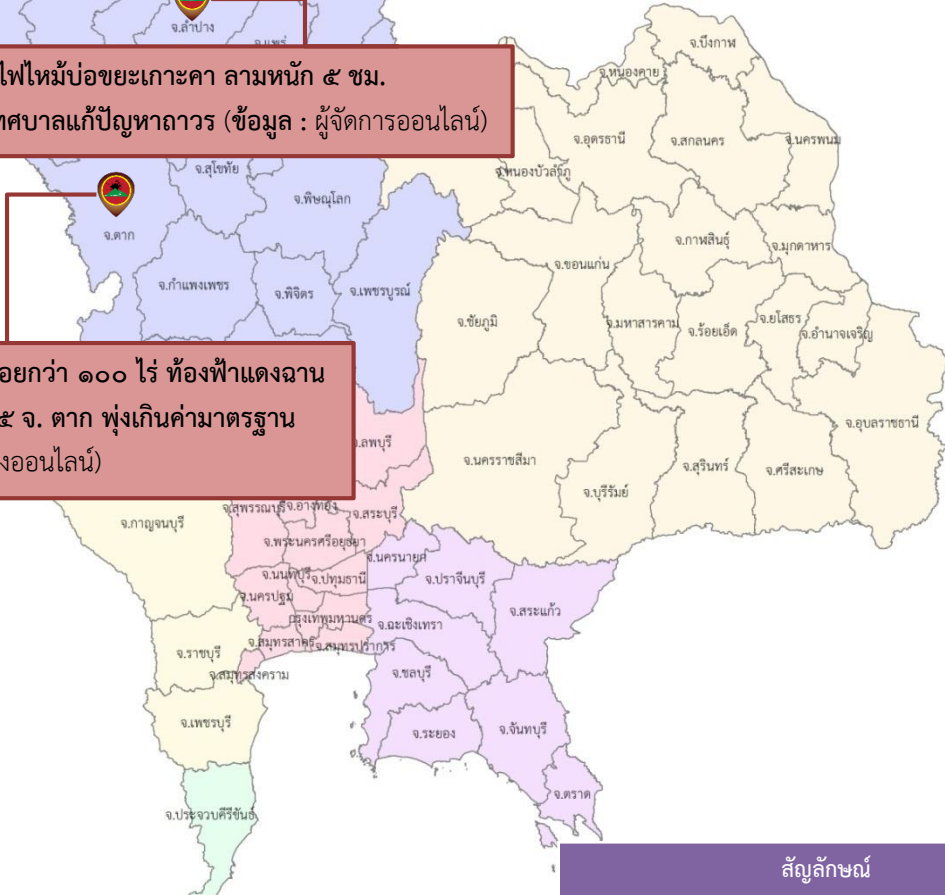 จ.ลำปาง
จ.แพร่
จ.บึงกาฬ
ไฟไหม้บ่อขยะเกาะคา ลามหนัก ๕ ชม.
จ.หนองคาย
ทศบาลแก้ปัญหาถาวร (ข้อมูล : ผู้จัดการออนไลน์)
จ.อุดรธานี
จ.สกลนคร
จ.นครพนม
จ.สุโขทัย
จ.หนองบัวลำภู
จ.พิษณุโลก
จ.ตาก
จ.กาฬสินธุ์
จ.มุกดาหาร
จ.ขอนแก่น
จ.กำแพงเพชร
จ.พิจิตร
จ.เพชรบูรณ์
จ.ชัยภูมิ
จ.มหาสารคาม
จ.ร้อยเอ็ด
จ.ยโสธร
จ.อำนาจเจริญ
อยกว่า ๑๐๐ ไร่ ท้องฟ้าแดงฉาน
๕ จ. ตาก พุ่งเกินค่ามาตรฐาน
งออนไลน์)
จ.อุบลราชธานี
จ.ลพบุรี
จ.นครราชสีมา
จ.สุรินทร์
จ.ศรีสะเกษ
จ.บุรีรัมย์
จ.สุพรรณบุรี
จ.อ่างทอง
จ.สระบุรี
จ.กาญจนบุรี
จ.พระนครศรีอยุธยา
จ.นครนายก
จ.นนทบุรี
จ.ปทุมธานี
จ.ปราจีนบุรี
จ.นครปฐม
จ.สระแก้ว
กรุงเทพมหานคร
จ.ฉะเชิงเทรา
จ.สมุทรสาคร
จ.สมุทรปราการ
จ.ราชบุรี
จ.สมุทรสงคราม
จ.ชลบุรี
จ.เพชรบุรี
จ.ระยอง
จ.จันทบุรี
จ.ตราด
จ.ประจวบคีรีขันธ์
สัญลักษณ์